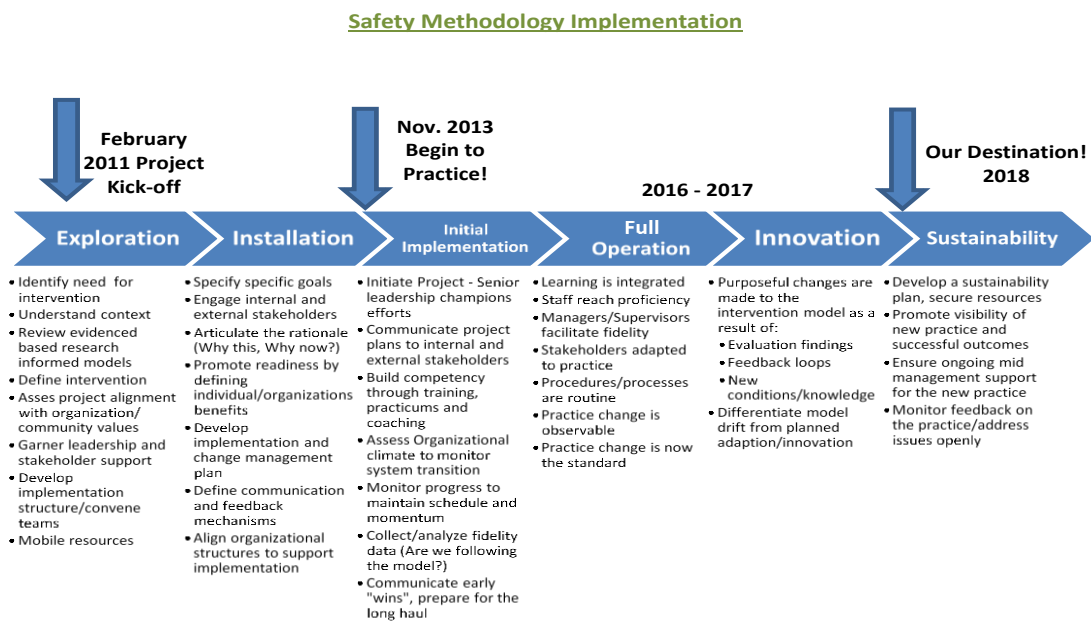 Safety Methodology Implementation
February
2011 Project
Kick-off
Nov. 2013
Begin to
Practice!
2016 - 2017
Our Destination!
2018
Exploration
Installation
Initial
Implementation
Full
Operation
Innovation
Sustainability
• Identify need for
intervention
• Understand context
• Review evidenced
based research
informed models
• Define intervention
• Asses project alignment
with organization/
community values
• Garner leadership and
stakeholder support
• Develop
implementation
structure/convene
teams
• Mobile resources
• Specify specific goals
• Engage internal and
external stakeholders
• Articulate the rationale
(Why this, Why now?)
• Promote readiness by
defining
individual/organizations
benefits
• Develop
implementation and
change management
plan
• Define communication
and feedback
mechanisms
• Align organizational
structures to support
implementation
• Initiate Project - Senior
leadership champions
efforts
• Communicate project
plans to internal and
external stakeholders
• Build competency
through training,
practicums and
coaching
• Assess Organizational
climate to monitor
system transition
• Monitor progress to
maintain schedule and
momentum
• Collect/analyze fidelity
data (Are we following
the model?)
• Communicate early
"wins", prepare for the
long haul
• Learning is integrated
• Staff reach proficiency
• Managers/Supervisors
facilitate fidelity
• Stakeholders adapted
to practice
• Procedures/processes
are routine
• Practice change is
observable
• Practice change is now
the standard
• Purposeful changes are
made to the
intervention model as a
result of:
• Evaluation findings
• Feedback loops
• New
conditions/knowledge
• Differentiate model
drift from planned
adaption/innovation
• Develop a sustainability
plan, secure resources
• Promote visibility of
new practice and
successful outcomes
• Ensure ongoing mid
management support
for the new practice
• Monitor feedback on
the practice/address
issues openly